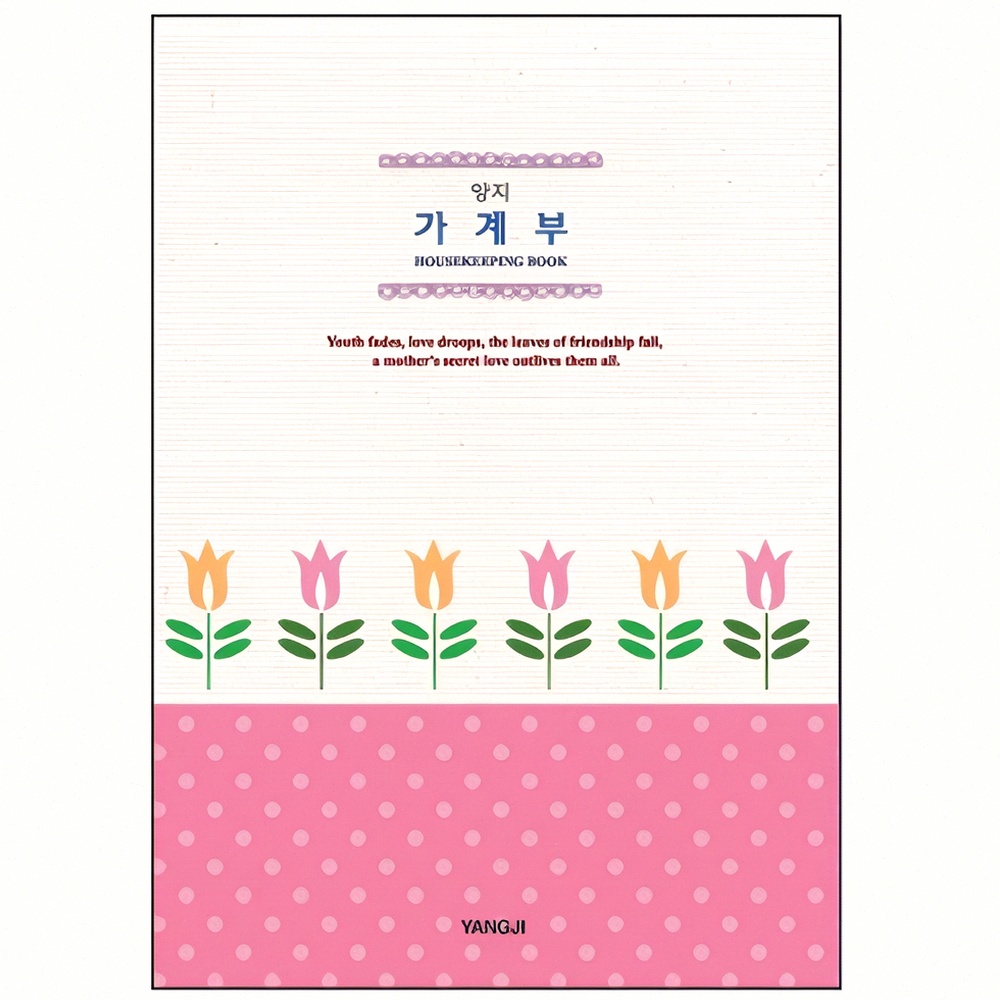 양지
가 계 부
HOUSEKEEPING BOOK
Youth fades, love droops, the leaves of friendship fall,
a mother's secret love outlives them all.
YANGJI